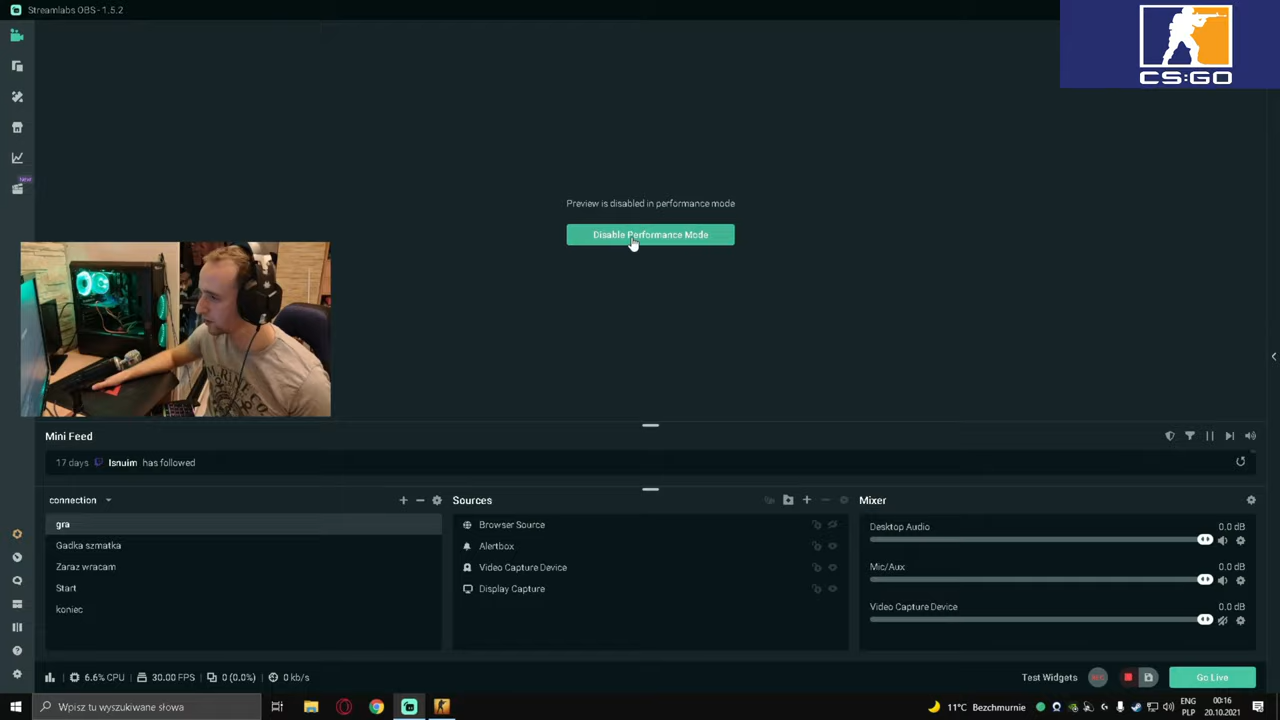 Streamlabs OBS - 1.5.2
CS:GO
New
Preview is disabled in performance mode
Disable Performance Mode
Mini Feed
17 days Isnuim has followed
connection
gra
Gadka szmatka
Zaraz wracam
Start
koniec
Sources
Browser Source
Alertbox
Video Capture Device
Display Capture
Mixer
Desktop Audio 0.0 dB
Mic/Aux 0.0 dB
Video Capture Device 0.0 dB
6.6% CPU 30.00 FPS 0 (0.0%) 0 kb/s
Test Widgets REC Go Live
Wpisz tu wyszukiwane słowa
11°C Bezchmurnie
ENG
PLP
00:16
20.10.2021